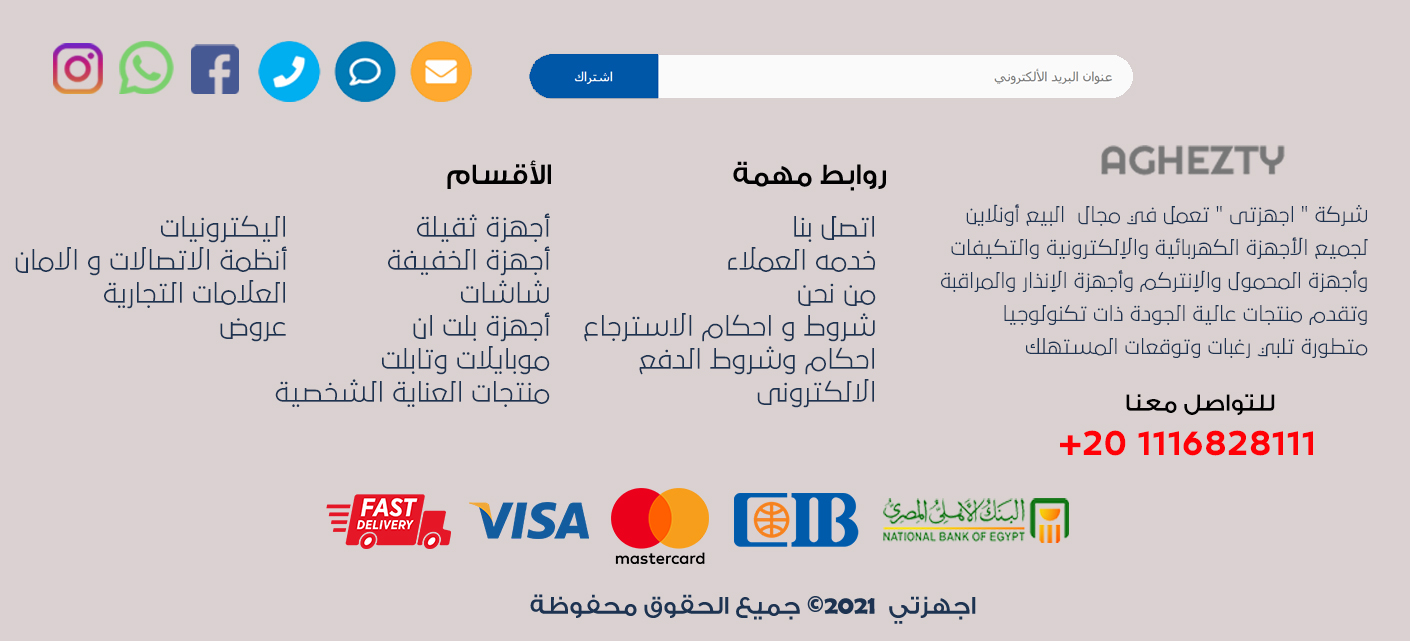 عنوان البريد الألكتروني
اشتراك
AGHEZTY
شركة " اجهزتى " تعمل في مجال البيع أونلاين
لجميع الأجهزة الكهربائية والإلكترونية والتكيفات
وأجهزة المحمول والإنتركم وأجهزة الإنذار والمراقبة
وتقدم منتجات عالية الجودة ذات تكنولوجيا
متطورة تلبي رغبات وتوقعات المستهلك
للتواصل معنا
+20 1116828111
روابط مهمة
اتصل بنا
خدمه العملاء
من نحن
شروط و احكام الاسترجاع
احكام وشروط الدفع
الالكترونى
الأقسام
أجهزة ثقيلة
أجهزة الخفيفة
شاشات
أجهزة بلت ان
موبايلات وتابلت
منتجات العناية الشخصية
اليكترونيات
أنظمة الاتصالات و الامان
العلامات التجارية
عروض
البنك الأهلي المصري
NATIONAL BANK OF EGYPT
CIB
mastercard
VISA
FAST
DELIVERY
اجهزتي 2021© جميع الحقوق محفوظة